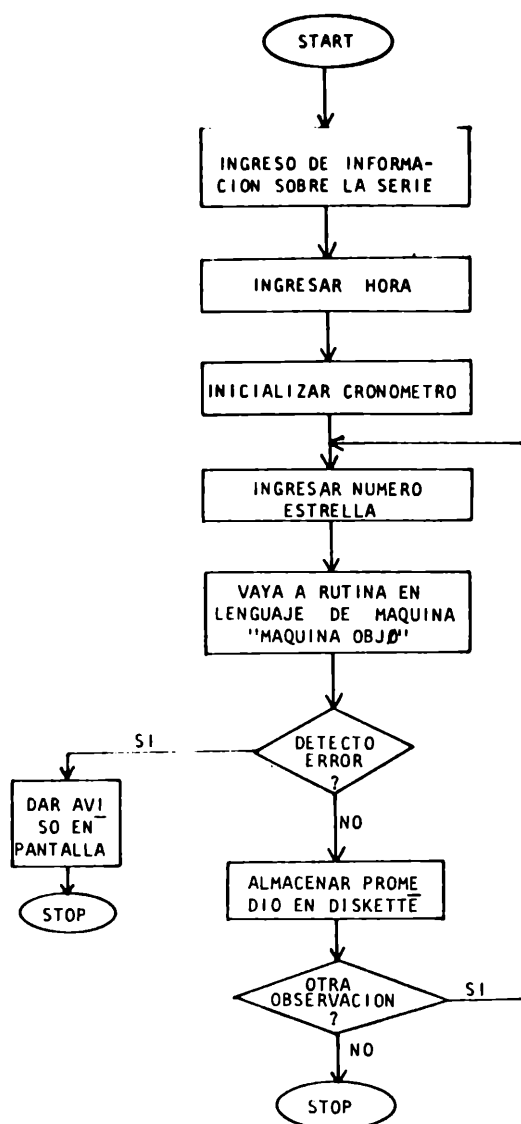 START
INGRESO DE INFORMA-
CION SOBRE LA SERIE
INGRESAR HORA
INICIALIZAR CRONOMETRO
INGRESAR NUMERO
ESTRELLA
VAYA A RUTINA EN
LENGUAJE DE MAQUINA
"MAQUINA OBJ0"
DETECTO
ERROR
?
SI
DAR AVI
SO EN
PANTALLA
STOP
NO
ALMACENAR PROME
DIO EN DISKETTE
OTRA
OBSERVACION
?
SI
NO
STOP